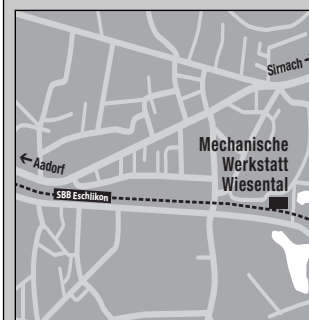 Sirnach
Mechanische
Werkstatt
Wiesental
Aadorf
SBB Eschlikon